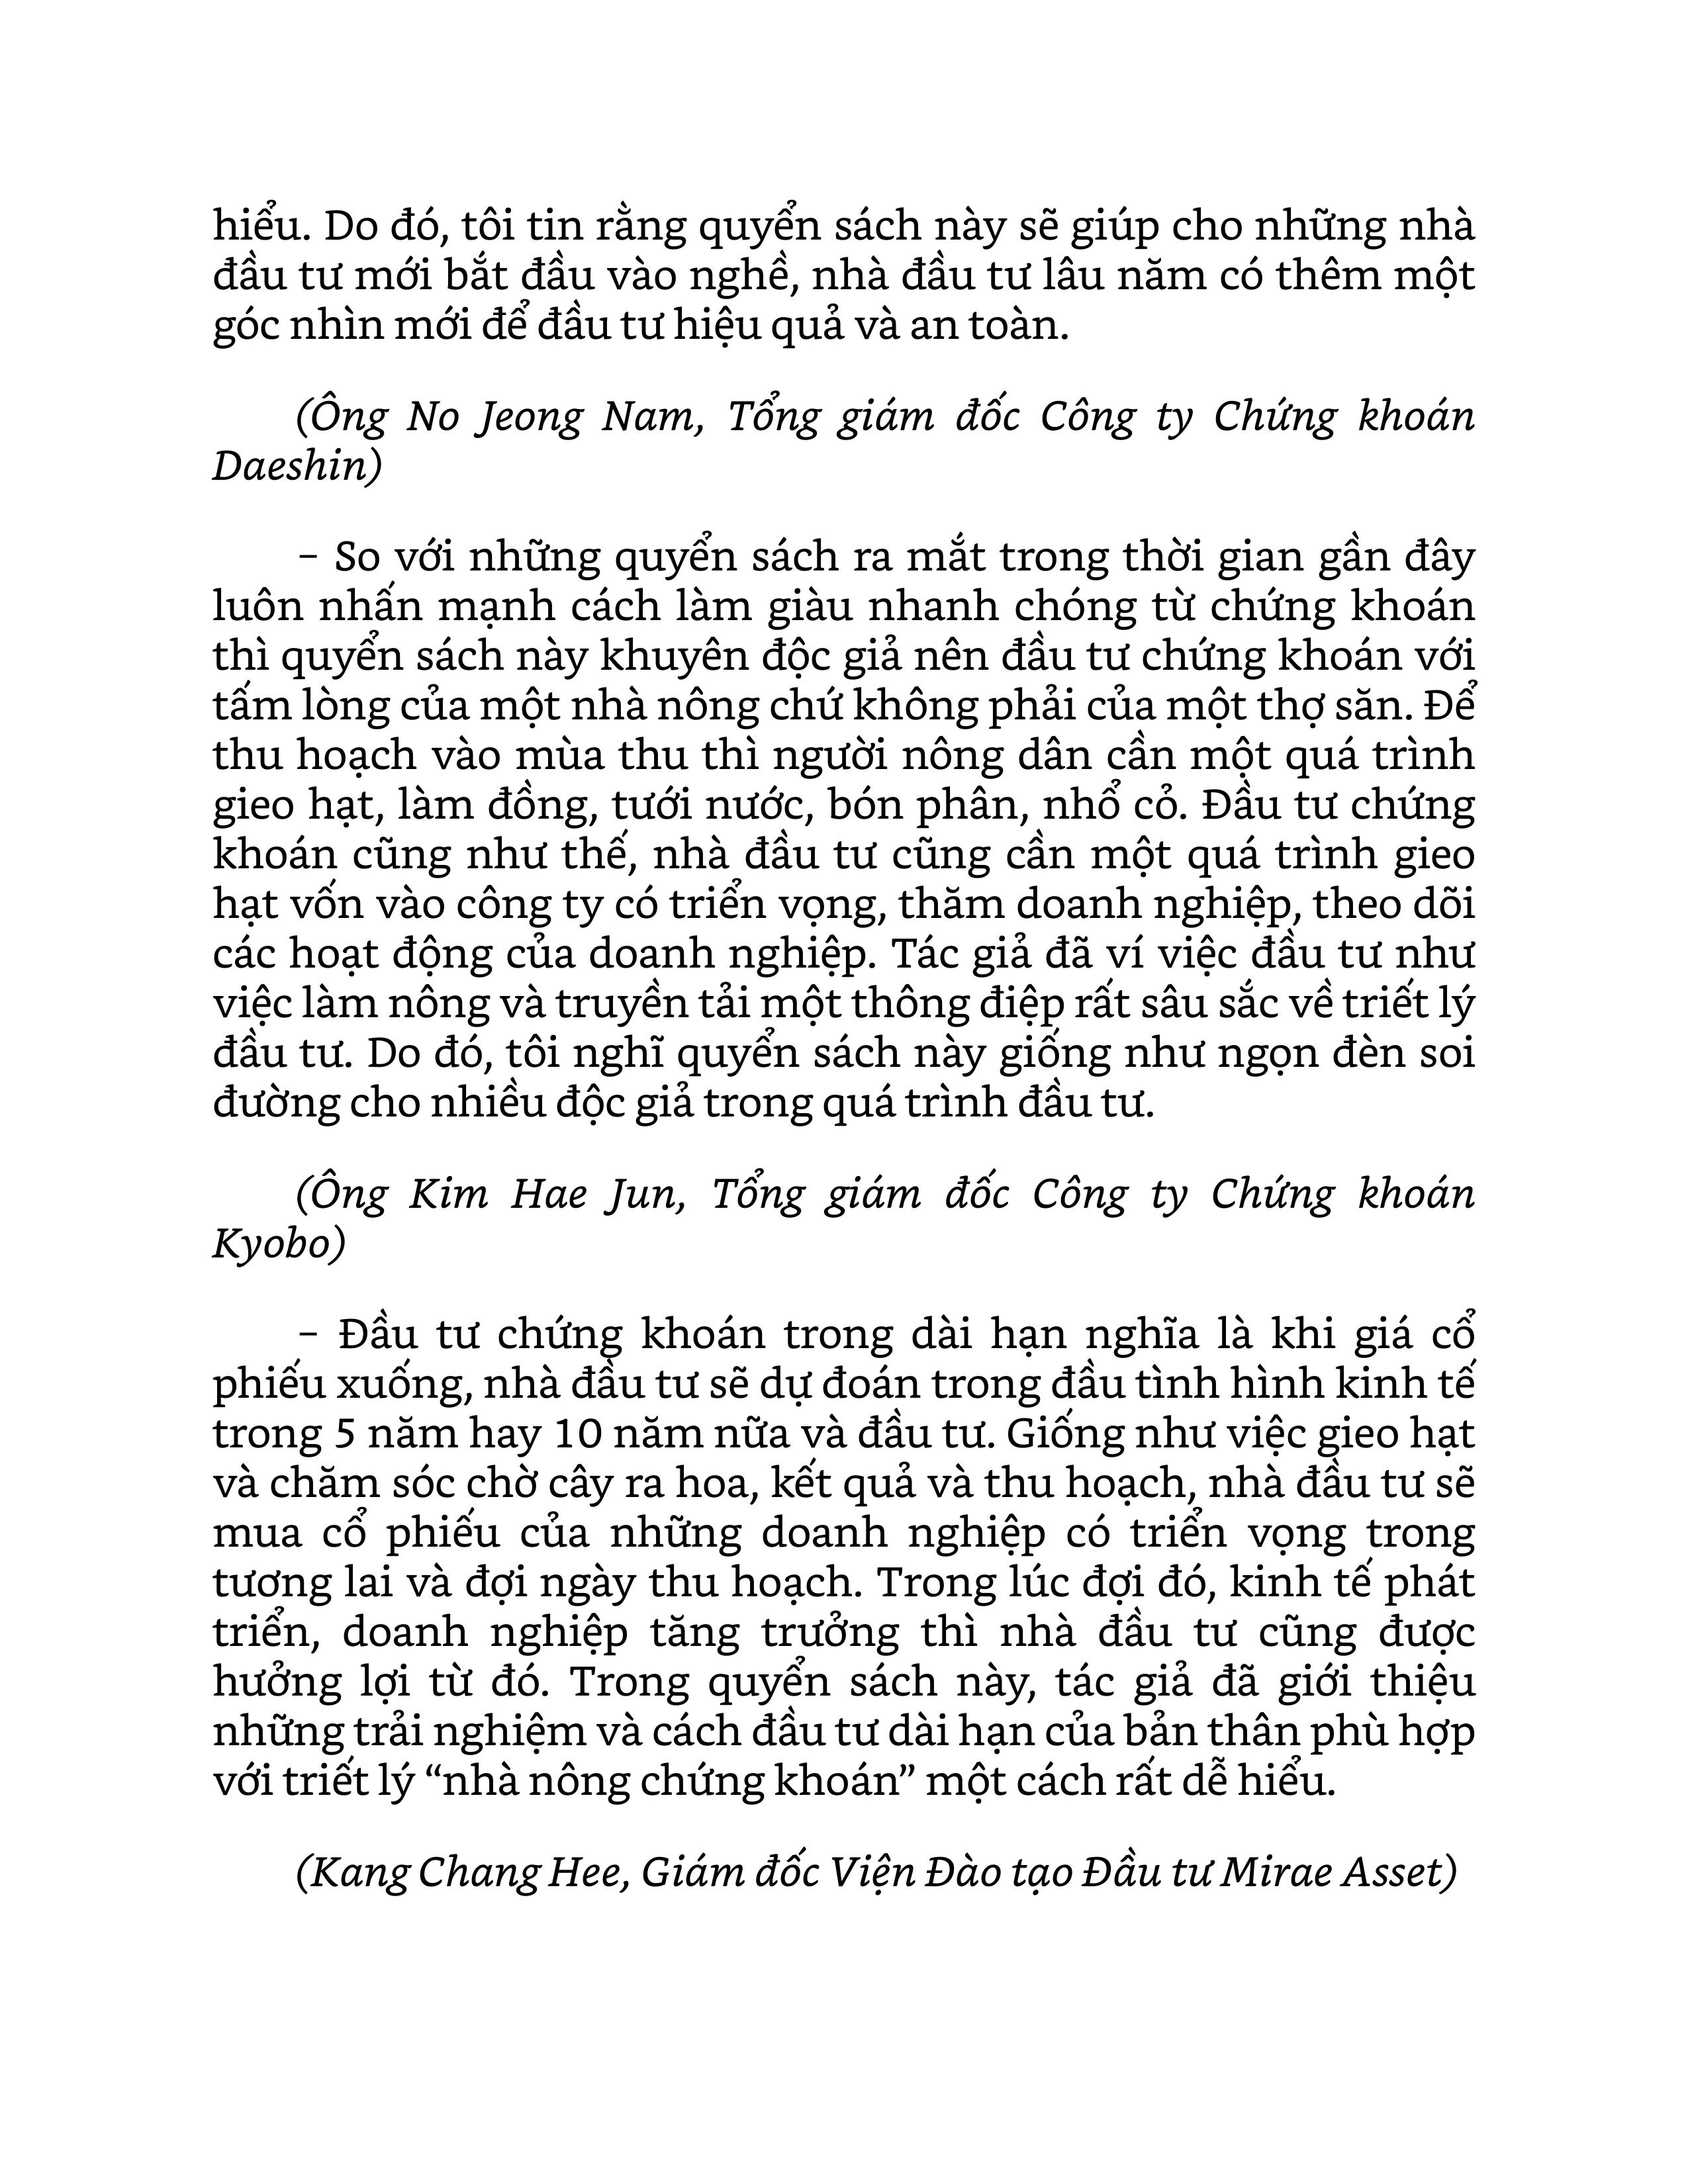 hiểu. Do đó, tôi tin rằng quyển sách này sẽ giúp cho những nhà
đầu tư mới bắt đầu vào nghề, nhà đầu tư lâu năm có thêm một
góc nhìn mới để đầu tư hiệu quả và an toàn.
(Ông No Jeong Nam, Tổng giám đốc Công ty Chứng khoán
Daeshin)
– So với những quyển sách ra mắt trong thời gian gần đây
luôn nhấn mạnh cách làm giàu nhanh chóng từ chứng khoán
thì quyển sách này khuyên độc giả nên đầu tư chứng khoán với
tấm lòng của một nhà nông chứ không phải của một thợ săn. Để
thu hoạch vào mùa thu thì người nông dân cần một quá trình
gieo hạt, làm đồng, tưới nước, bón phân, nhổ cỏ. Đầu tư chứng
khoán cũng như thế, nhà đầu tư cũng cần một quá trình gieo
hạt vốn vào công ty có triển vọng, thăm doanh nghiệp, theo dõi
các hoạt động của doanh nghiệp. Tác giả đã ví việc đầu tư như
việc làm nông và truyền tải một thông điệp rất sâu sắc về triết lý
đầu tư. Do đó, tôi nghĩ quyển sách này giống như ngọn đèn soi
đường cho nhiều độc giả trong quá trình đầu tư.
(Ông Kim Hae Jun, Tổng giám đốc Công ty Chứng khoán
Kyobo)
– Đầu tư chứng khoán trong dài hạn nghĩa là khi giá cổ
phiếu xuống, nhà đầu tư sẽ dự đoán trong đầu tình hình kinh tế
trong 5 năm hay 10 năm nữa và đầu tư. Giống như việc gieo hạt
và chăm sóc chờ cây ra hoa, kết quả và thu hoạch, nhà đầu tư sẽ
mua cổ phiếu của những doanh nghiệp có triển vọng trong
tương lai và đợi ngày thu hoạch. Trong lúc đợi đó, kinh tế phát
triển, doanh nghiệp tăng trưởng thì nhà đầu tư cũng được
hưởng lợi từ đó. Trong quyển sách này, tác giả đã giới thiệu
những trải nghiệm và cách đầu tư dài hạn của bản thân phù hợp
với triết lý “nhà nông chứng khoán” một cách rất dễ hiểu.
(Kang Chang Hee, Giám đốc Viện Đào tạo Đầu tư Mirae Asset)